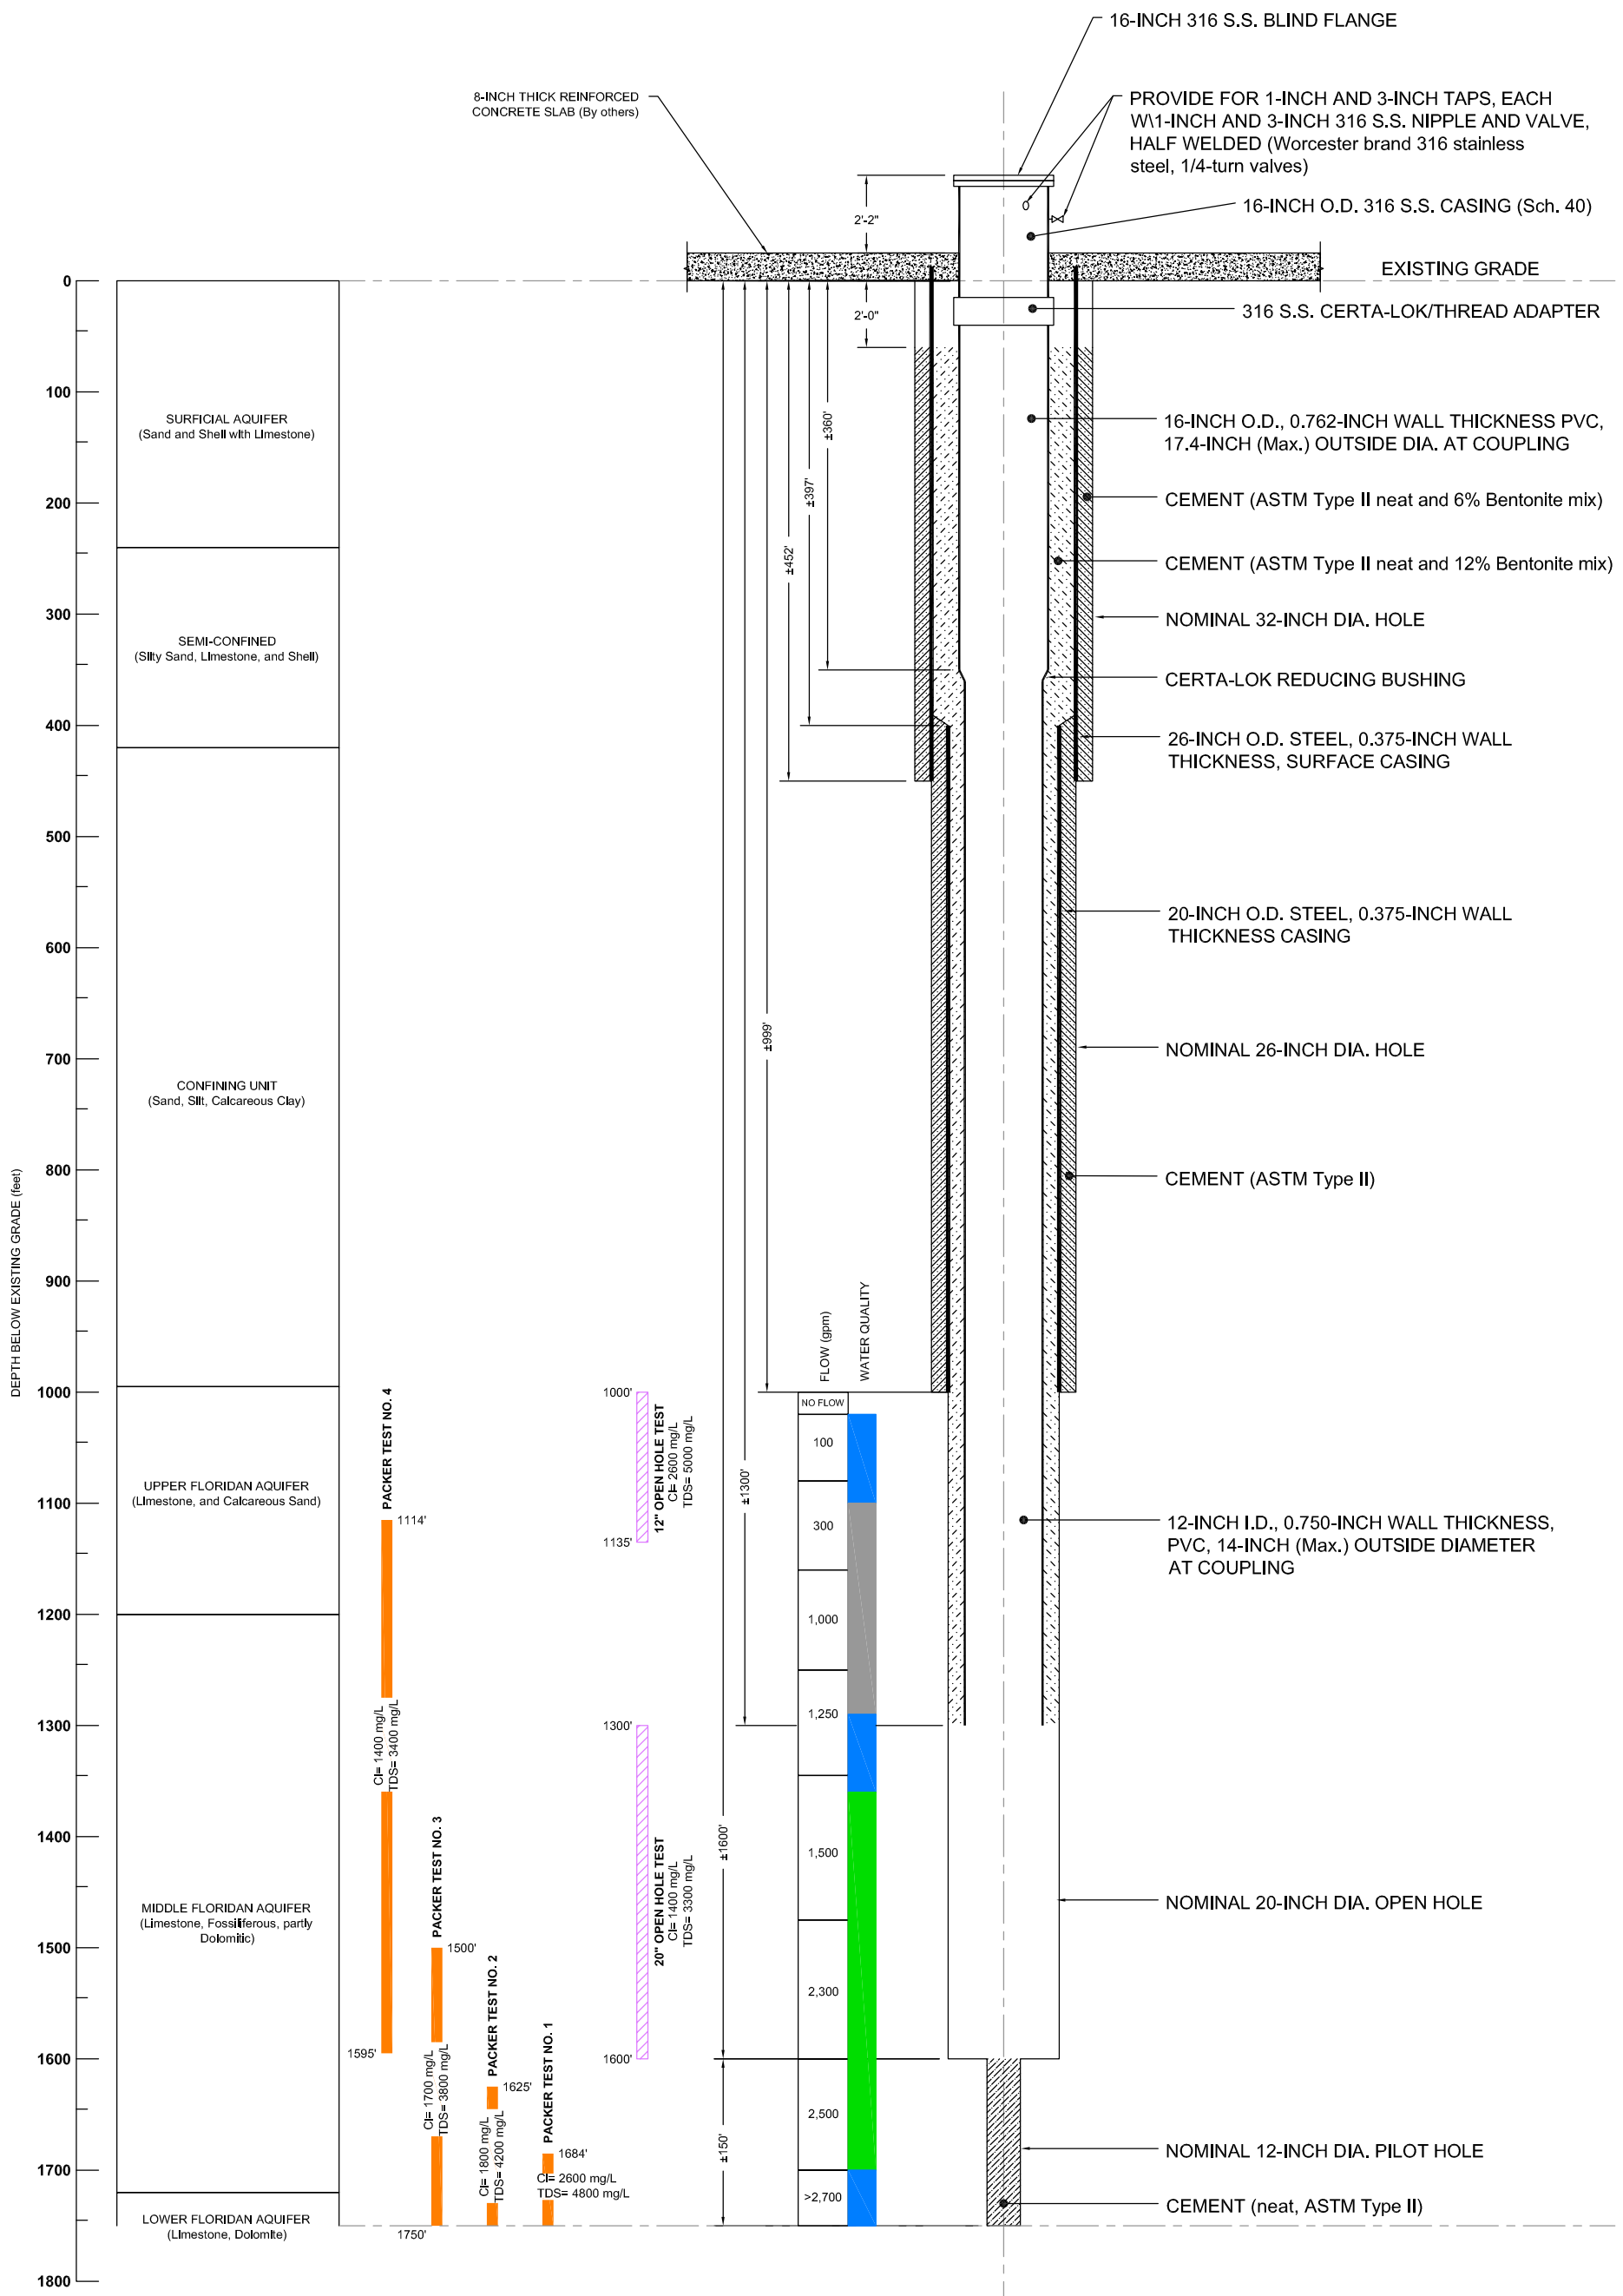 16-INCH 316 S.S. BLIND FLANGE
8-INCH THICK REINFORCED
CONCRETE SLAB (By others)
PROVIDE FOR 1-INCH AND 3-INCH TAPS, EACH
W\1-INCH AND 3-INCH 316 S.S. NIPPLE AND VALVE,
HALF WELDED (Worcester brand 316 stainless
steel, 1/4-turn valves)
2'-2"
16-INCH O.D. 316 S.S. CASING (Sch. 40)
EXISTING GRADE
2'-0"
316 S.S. CERTA-LOK/THREAD ADAPTER
16-INCH O.D., 0.762-INCH WALL THICKNESS PVC,
17.4-INCH (Max.) OUTSIDE DIA. AT COUPLING
CEMENT (ASTM Type II neat and 6% Bentonite mix)
CEMENT (ASTM Type II neat and 12% Bentonite mix)
NOMINAL 32-INCH DIA. HOLE
CERTA-LOK REDUCING BUSHING
26-INCH O.D. STEEL, 0.375-INCH WALL
THICKNESS, SURFACE CASING
20-INCH O.D. STEEL, 0.375-INCH WALL
THICKNESS CASING
NOMINAL 26-INCH DIA. HOLE
CEMENT (ASTM Type II)
12-INCH I.D., 0.750-INCH WALL THICKNESS,
PVC, 14-INCH (Max.) OUTSIDE DIAMETER
AT COUPLING
NOMINAL 20-INCH DIA. OPEN HOLE
NOMINAL 12-INCH DIA. PILOT HOLE
CEMENT (neat, ASTM Type II)
DEPTH BELOW EXISTING GRADE (feet)
0
100
200
300
400
500
600
700
800
900
1000
1100
1200
1300
1400
1500
1600
1700
1800
SURFICIAL AQUIFER
(Sand and Shell with Limestone)
SEMI-CONFINED
(Silty Sand, Limestone, and Shell)
CONFINING UNIT
(Sand, Silt, Calcareous Clay)
UPPER FLORIDAN AQUIFER
(Limestone, and Calcareous Sand)
MIDDLE FLORIDAN AQUIFER
(Limestone, Fossiliferous, partly
Dolomitic)
LOWER FLORIDAN AQUIFER
(Limestone, Dolomite)
PACKER TEST NO. 4
1114'
Cl= 1400 mg/L
TDS= 3400 mg/L
1595'
PACKER TEST NO. 3
1500'
Cl= 1700 mg/L
TDS= 3800 mg/L
1750'
PACKER TEST NO. 2
1625'
Cl= 1800 mg/L
TDS= 4200 mg/L
PACKER TEST NO. 1
1684'
Cl= 2600 mg/L
TDS= 4800 mg/L
1000'
12" OPEN HOLE TEST
Cl= 2600 mg/L
TDS= 5000 mg/L
1135'
1300'
20" OPEN HOLE TEST
Cl= 1400 mg/L
TDS= 3300 mg/L
1600'
±360'
±397'
±452'
±999'
±1300'
±1600'
±150'
FLOW (gpm)
WATER QUALITY
NO FLOW
100
300
1,000
1,250
1,500
2,300
2,500
>2,700